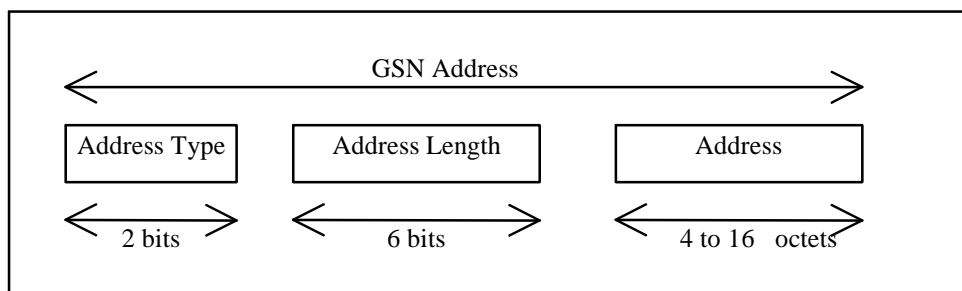 GSN Address
Address Type Address Length Address
2 bits 6 bits 4 to 16 octets